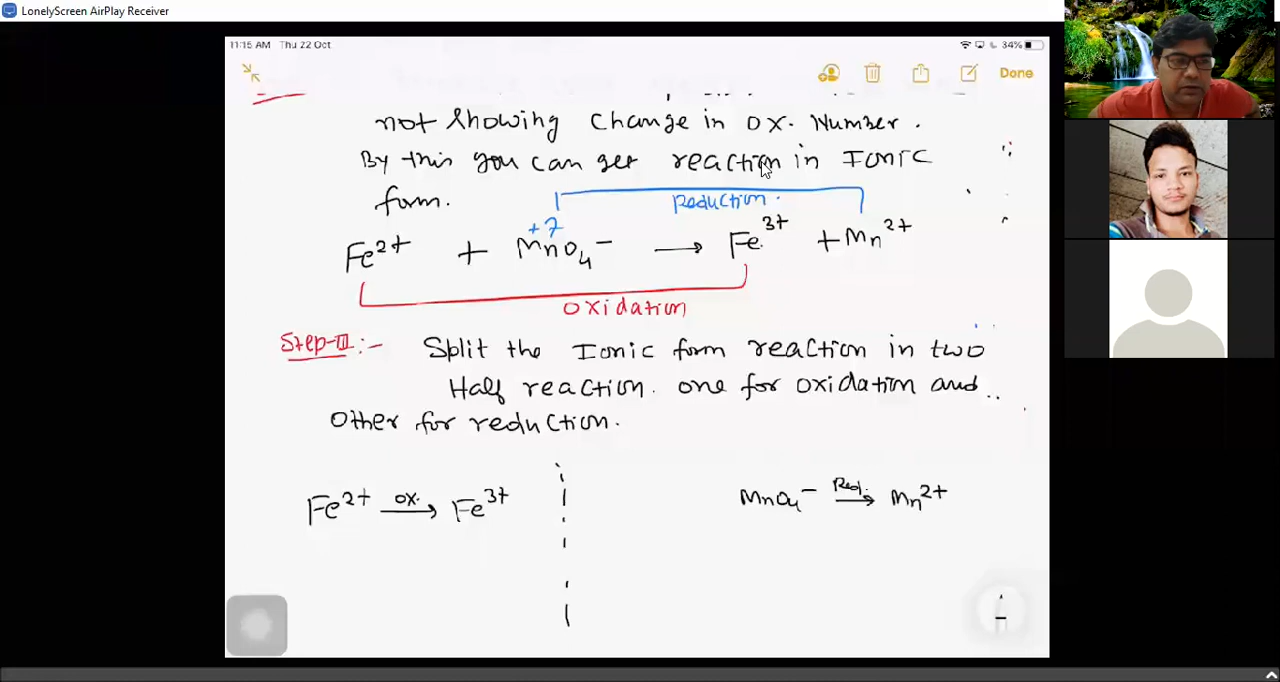 LonelyScreen AirPlay Receiver
11:15 AM Thu 22 Oct
34%
Done
not showing change in ox. Number.
By this you can get reaction in Ionic
form.
Reduction.
+7
Fe²⁺ + MnO₄⁻ ⟶ Fe³⁺ + Mn²⁺
oxidation
Step-III :- Split the Ionic form reaction in two
Half reaction. one for oxidation and
other for reduction.
Fe²⁺ ox.⟶ Fe³⁺
MnO₄⁻ Red.⟶ Mn²⁺